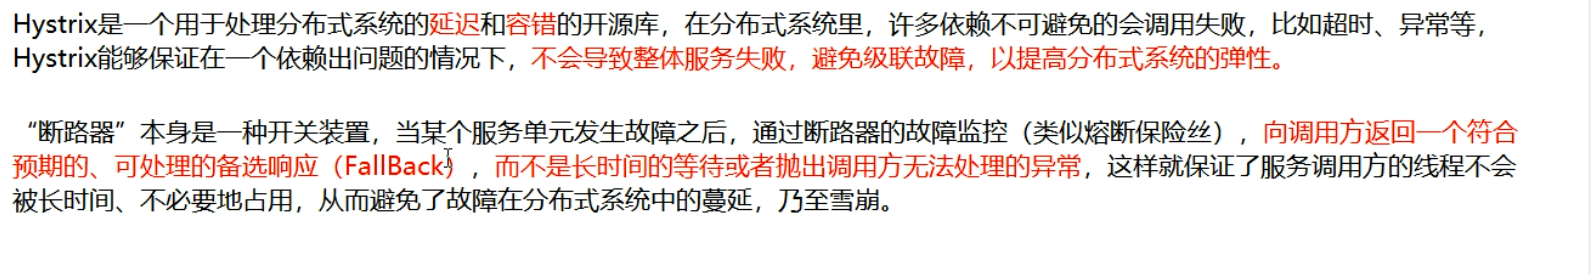 Hystrix是一个用于处理分布式系统的延迟和容错的开源库，在分布式系统里，许多依赖不可避免的会调用失败，比如超时、异常等，
Hystrix能够保证在一个依赖出问题的情况下，不会导致整体服务失败，避免级联故障，以提高分布式系统的弹性。
“断路器”本身是一种开关装置，当某个服务单元发生故障之后，通过断路器的故障监控（类似熔断保险丝），向调用方返回一个符合
预期的、可处理的备选响应（FallBack），而不是长时间的等待或者抛出调用方无法处理的异常，这样就保证了服务调用方的线程不会
被长时间、不必要地占用，从而避免了故障在分布式系统中的蔓延，乃至雪崩。